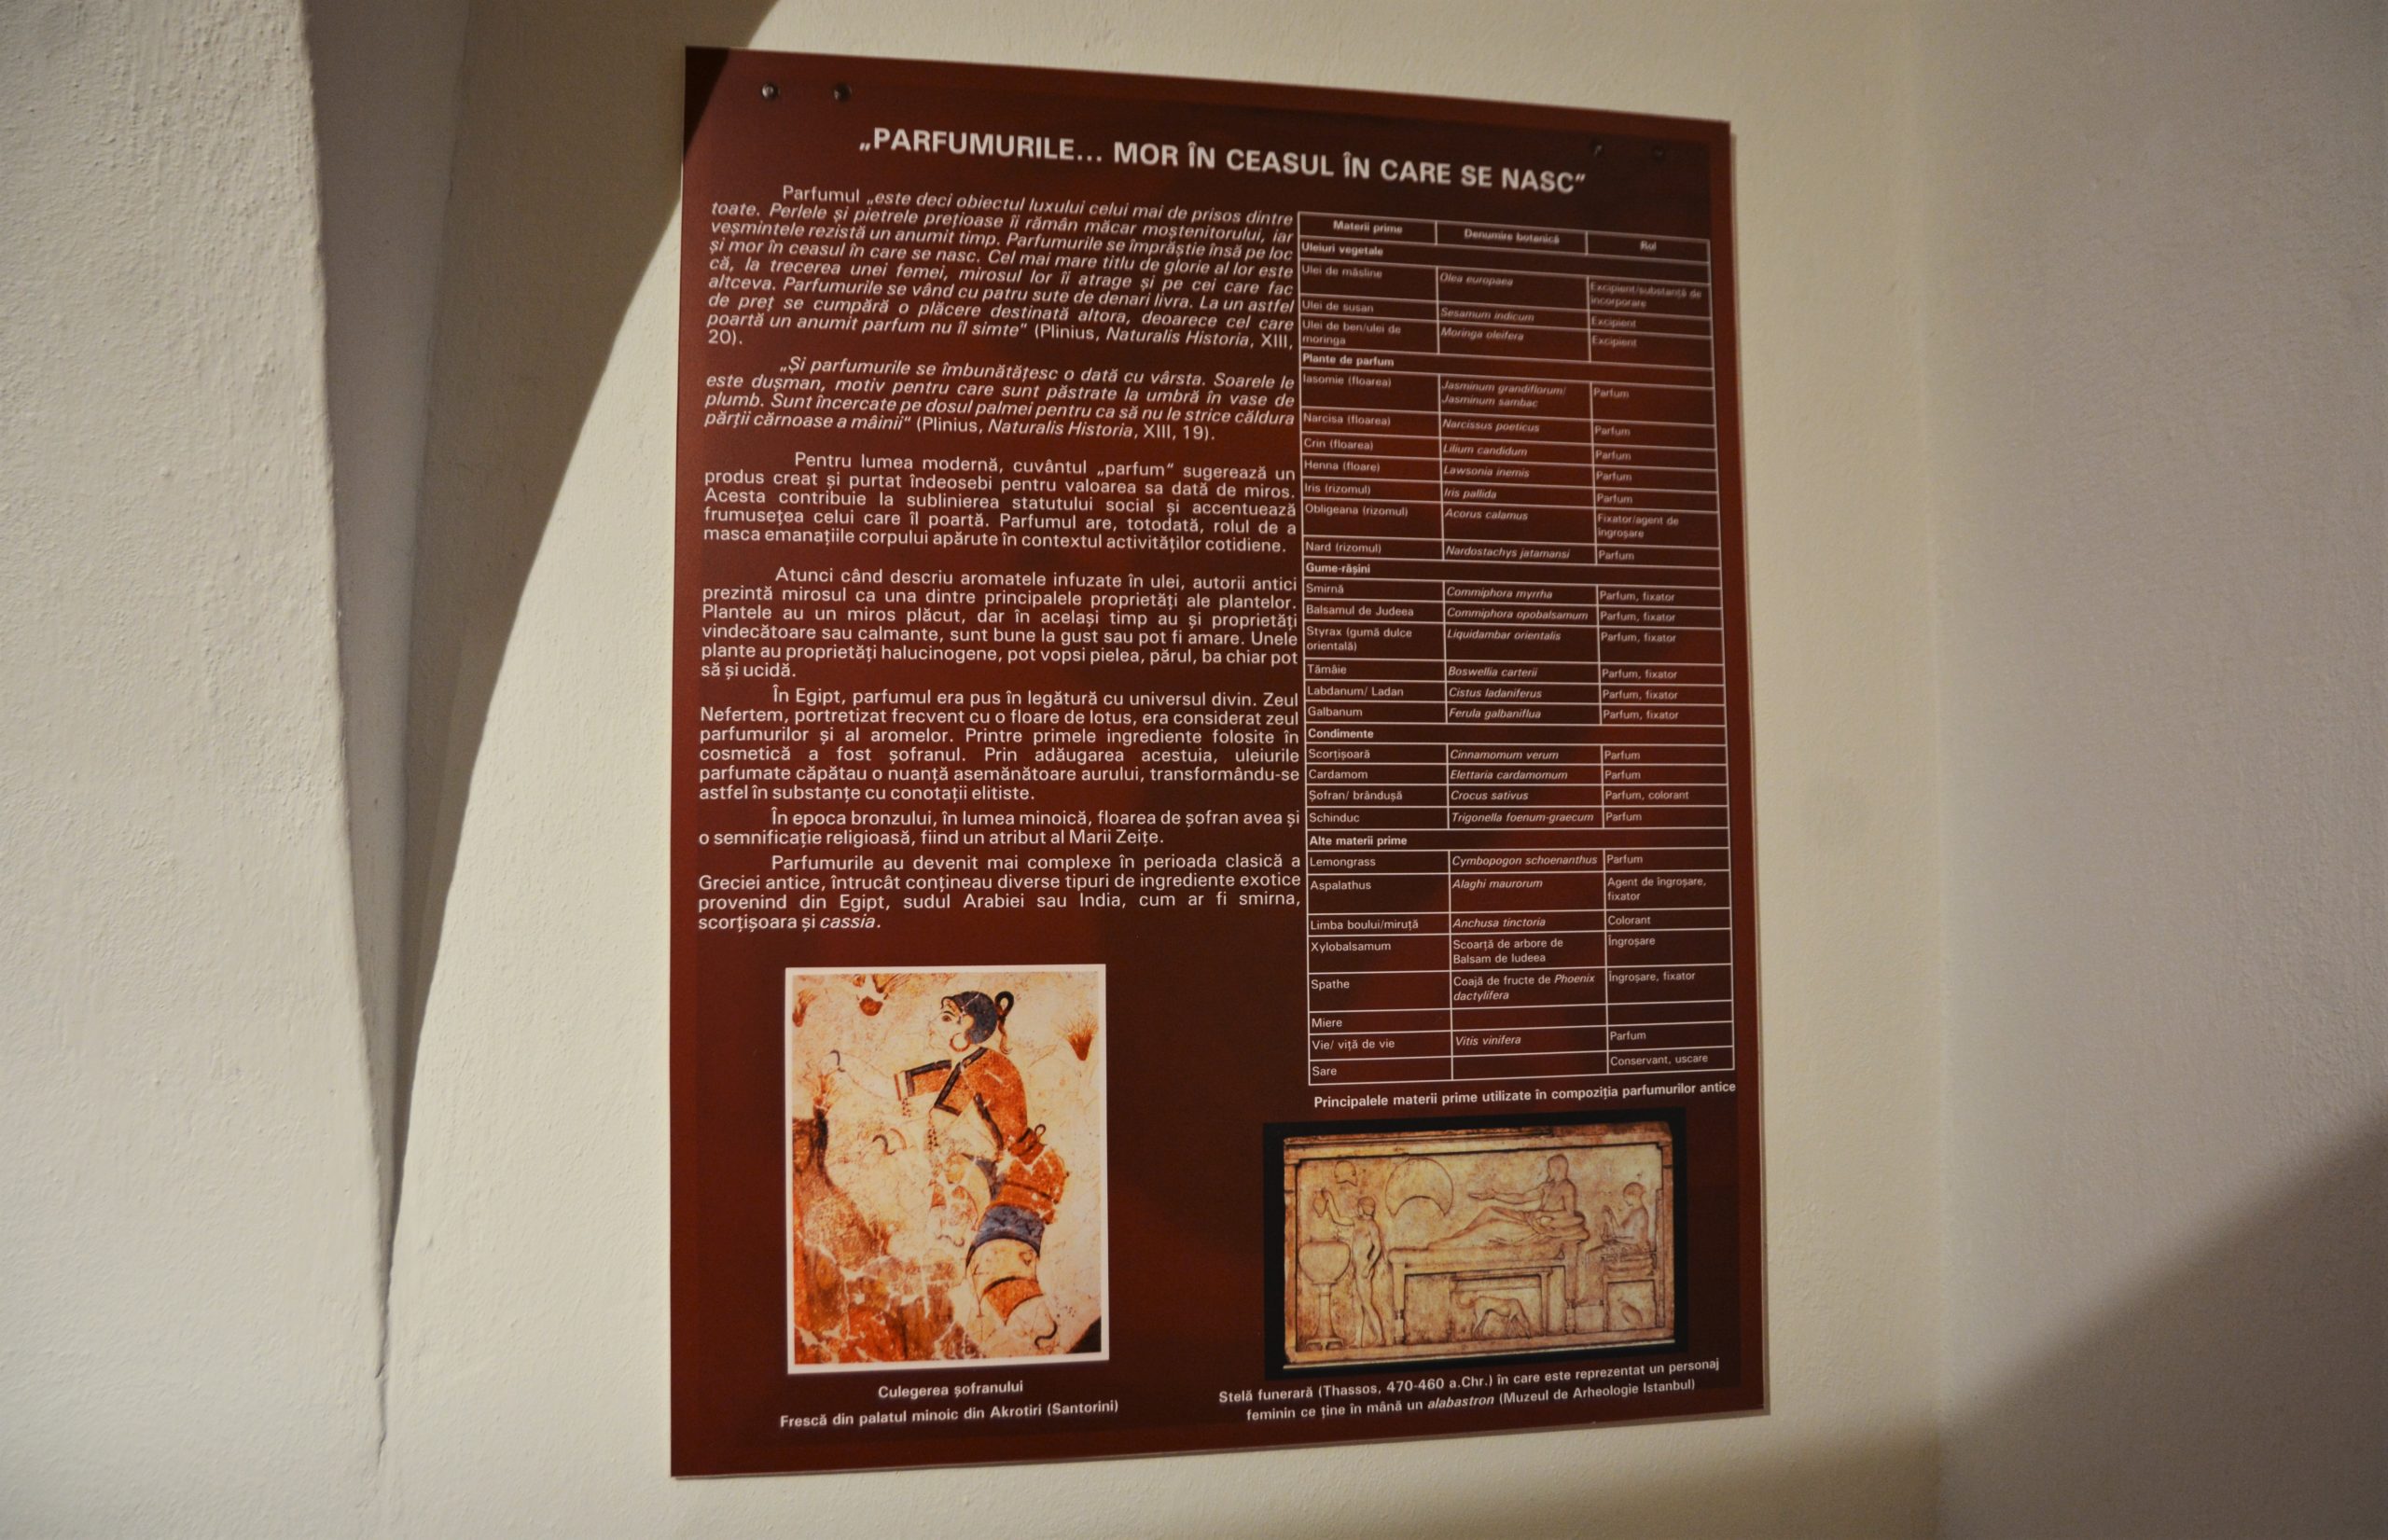 „PARFUMURILE... MOR ÎN CEASUL ÎN CARE SE NASC“
Parfumul „este deci obiectul luxului celui mai de prisos dintre
toate. Perlele și pietrele prețioase îi rămân măcar moștenitorului, iar
veșmintele rezistă un anumit timp. Parfumurile se împrăștie însă pe loc
și mor în ceasul în care se nasc. Cel mai mare titlu de glorie al lor este
că, la trecerea unei femei, mirosul lor îi atrage și pe cei care fac
altceva. Parfumurile se vând cu patru sute de denari livra. La un astfel
de preț se cumpără o plăcere destinată altora, deoarece cel care
poartă un anumit parfum nu îl simte“ (Plinius, Naturalis Historia, XIII,
20).
„Și parfumurile se îmbunătățesc o dată cu vârsta. Soarele le
este dușman, motiv pentru care sunt păstrate la umbră în vase de
plumb. Sunt încercate pe dosul palmei pentru ca să nu le strice căldura
părții cărnoase a mâinii“ (Plinius, Naturalis Historia, XIII, 19).
Pentru lumea modernă, cuvântul „parfum“ sugerează un
produs creat și purtat îndeosebi pentru valoarea sa dată de miros.
Acesta contribuie la sublinierea statutului social și accentuează
frumusețea celui care îl poartă. Parfumul are, totodată, rolul de a
masca emanațiile corpului apărute în contextul activităților cotidiene.
Atunci când descriu aromatele infuzate în ulei, autorii antici
prezintă mirosul ca una dintre principalele proprietăți ale plantelor.
Plantele au un miros plăcut, dar în același timp au și proprietăți
vindecătoare sau calmante, sunt bune la gust sau pot fi amare. Unele
plante au proprietăți halucinogene, pot vopsi pielea, părul, ba chiar pot
să și ucidă.
În Egipt, parfumul era pus în legătură cu universul divin. Zeul
Nefertem, portretizat frecvent cu o floare de lotus, era considerat zeul
parfumurilor și al aromelor. Printre primele ingrediente folosite în
cosmetică a fost șofranul. Prin adăugarea acestuia, uleiurile
parfumate căpătau o nuanță asemănătoare aurului, transformându-se
astfel în substanțe cu conotații elitiste.
În epoca bronzului, în lumea minoică, floarea de șofran avea și
o semnificație religioasă, fiind un atribut al Marii Zeițe.
Parfumurile au devenit mai complexe în perioada clasică a
Greciei antice, întrucât conțineau diverse tipuri de ingrediente exotice
provenind din Egipt, sudul Arabiei sau India, cum ar fi smirna,
scorțișoara și cassia.
Materii prime Denumire botanică Rol
Uleiuri vegetale
Ulei de măsline Olea europaea Excipient/substanță de
încorporare
Ulei de susan Sesamum indicum Excipient
Ulei de ben/ulei de Moringa oleifera Excipient
moringa
Plante de parfum
Iasomie (floarea) Jasminum grandiflorum/ Parfum
Jasminum sambac
Narcisa (floarea) Narcissus poeticus Parfum
Crin (floarea) Lilium candidum Parfum
Henna (floare) Lawsonia inemis Parfum
Iris (rizomul) Iris pallida Parfum
Obligeana (rizomul) Acorus calamus Fixator/agent de
îngroșare
Nard (rizomul) Nardostachys jatamansi Parfum
Gume-rășini
Smirnă Commiphora myrrha Parfum, fixator
Balsamul de Judeea Commiphora opobalsamum Parfum, fixator
Styrax (gumă dulce Liquidambar orientalis Parfum, fixator
orientală)
Tămâie Boswellia carterii Parfum, fixator
Labdanum/ Ladan Cistus ladaniferus Parfum, fixator
Galbanum Ferula galbaniflua Parfum, fixator
Condimente
Scorțișoară Cinnamomum verum Parfum
Cardamom Elettaria cardamomum Parfum
Șofran/ brândușă Crocus sativus Parfum, colorant
Schinduc Trigonella foenum-graecum Parfum
Alte materii prime
Lemongrass Cymbopogon schoenanthus Parfum
Aspalathus Alaghi maurorum Agent de îngroșare,
fixator
Limba boului/miruță Anchusa tinctoria Colorant
Xylobalsamum Scoarță de arbore de Îngroșare
Balsam de Iudeea
Spathe Coajă de fructe de Phoenix Îngroșare, fixator
dactylifera
Miere
Vie/ viță de vie Vitis vinifera Parfum
Sare Conservant, uscare
Principalele materii prime utilizate în compoziția parfumurilor antice
Culegerea șofranului
Frescă din palatul minoic din Akrotiri (Santorini)
Stelă funerară (Thassos, 470-460 a.Chr.) în care este reprezentat un personaj
feminin ce ține în mână un alabastron (Muzeul de Arheologie Istanbul)